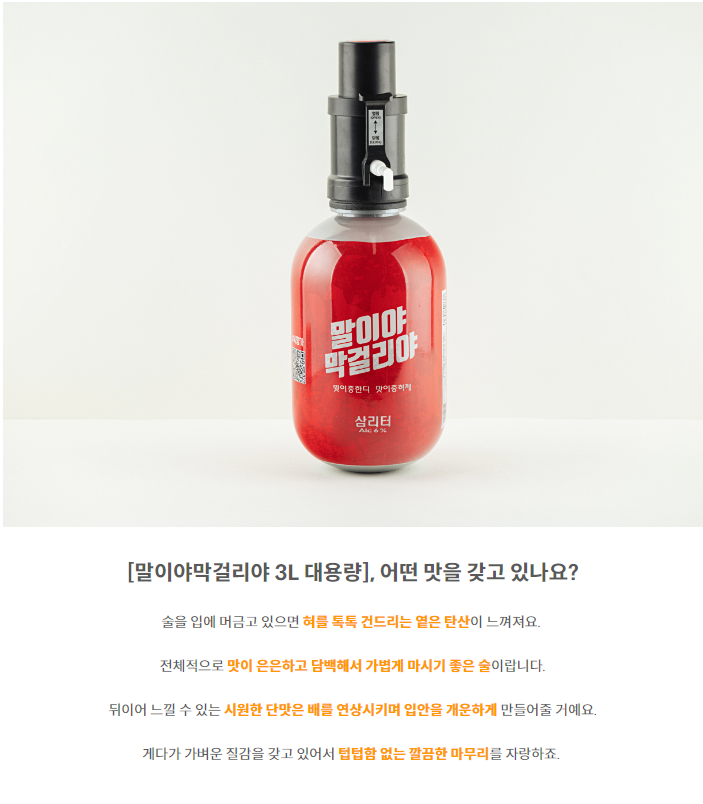 말이야
막걸리야
맛이중한디 맛이중허제
삼리터
Alc 6 %
[말이야막걸리야 3L 대용량], 어떤 맛을 갖고 있나요?
술을 입에 머금고 있으면 혀를 톡톡 건드리는 옅은 탄산이 느껴져요.
전체적으로 맛이 은은하고 담백해서 가볍게 마시기 좋은 술이랍니다.
뒤이어 느낄 수 있는 시원한 단맛은 배를 연상시키며 입안을 개운하게 만들어줄 거예요.
게다가 가벼운 질감을 갖고 있어서 텁텁함 없는 깔끔한 마무리를 자랑하죠.